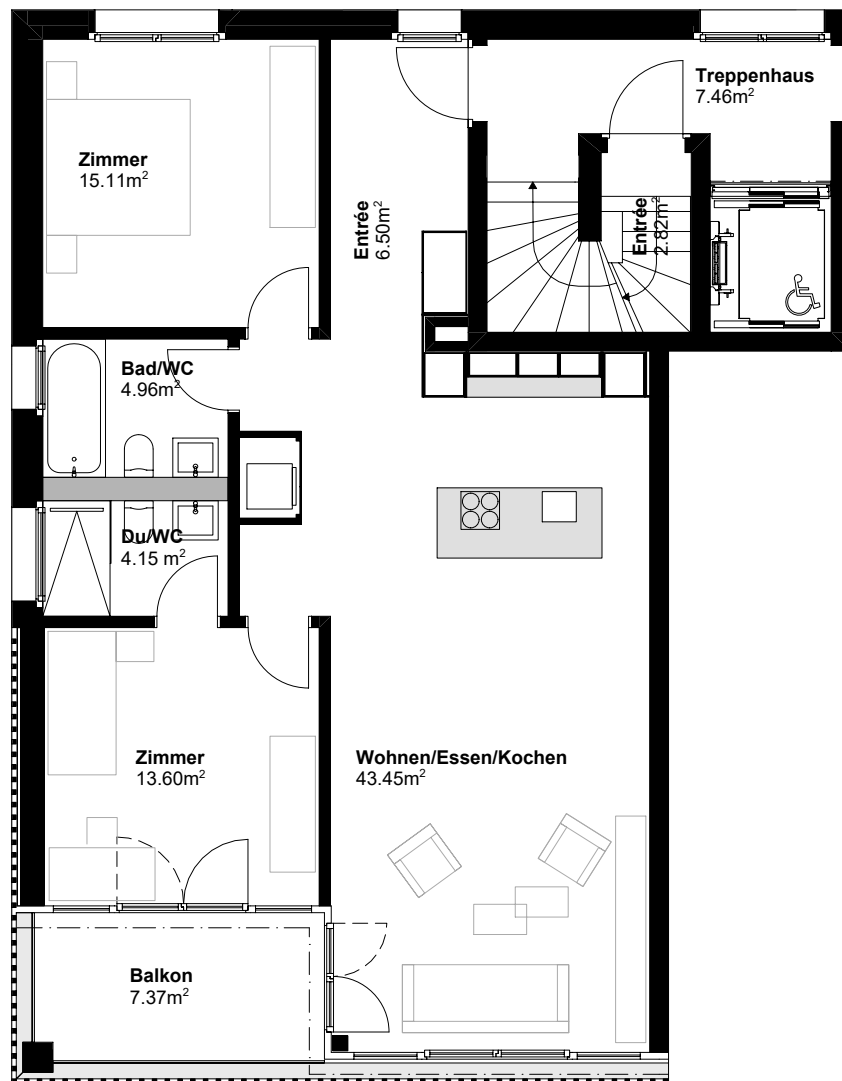 Treppenhaus
7.46m²
Zimmer
15.11m²
Entrée
6.50m²
Entrée
2.82m²
Bad/WC
4.96m²
Du/WC
4.15 m²
Zimmer
13.60m²
Wohnen/Essen/Kochen
43.45m²
Balkon
7.37m²